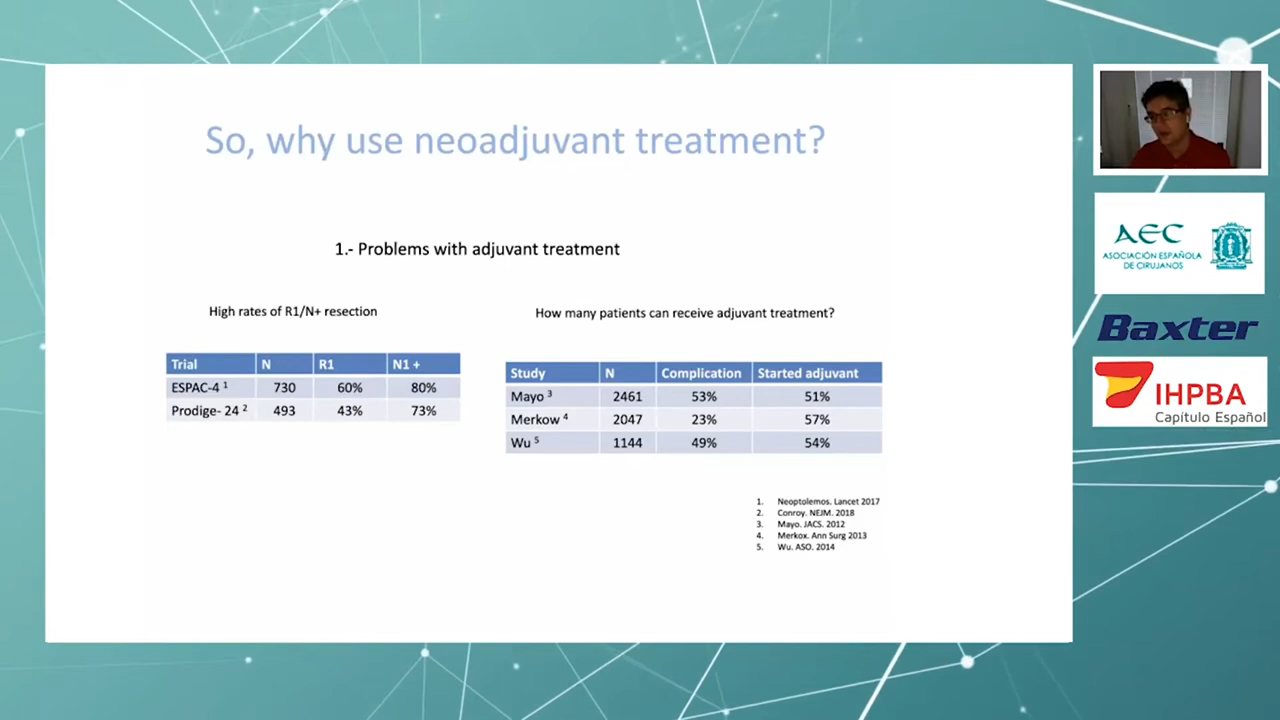 So, why use neoadjuvant treatment?
1.- Problems with adjuvant treatment
High rates of R1/N+ resection
Trial N R1 N1 +
ESPAC-4 1 730 60% 80%
Prodige- 24 2 493 43% 73%
How many patients can receive adjuvant treatment?
Study N Complication Started adjuvant
Mayo 3 2461 53% 51%
Merkow 4 2047 23% 57%
Wu 5 1144 49% 54%
1. Neoptolemos. Lancet 2017
2. Conroy. NEJM. 2018
3. Mayo. JACS. 2012
4. Merkox. Ann Surg 2013
5. Wu. ASO. 2014
AEC
ASOCIACIÓN ESPAÑOLA
DE CIRUJANOS
Baxter
IHPBA
Capítulo Español